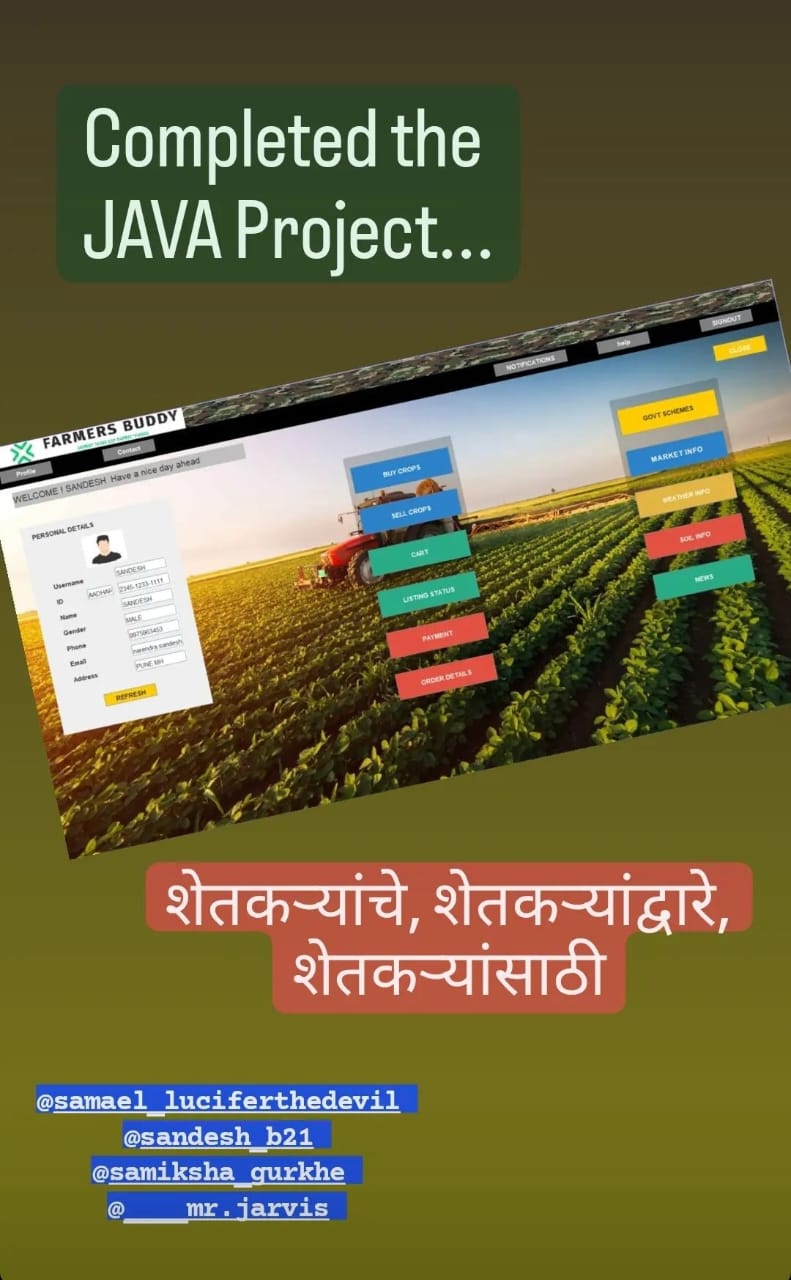 Completed the
JAVA Project...
NOTIFICATIONS
help
SIGNOUT
CLOSE
FARMERS BUDDY
Profile
Contact
WELCOME ! SANDESH Have a nice day ahead
PERSONAL DETAILS
Username SANDESH
ID AADHAR 2345-1233-1111
Name SANDESH
Gender MALE
Phone 9975963453
Email narendra.sandesh
Address PUNE MH
REFRESH
BUY CROPS
SELL CROPS
CART
LISTING STATUS
PAYMENT
ORDER DETAILS
GOVT SCHEMES
MARKET INFO
WEATHER INFO
SOIL INFO
NEWS
शेतकऱ्यांचे, शेतकऱ्यांद्वारे,
शेतकऱ्यांसाठी
@samael_luciferthedevil
@sandesh_b21
@samiksha_gurkhe
@____mr.jarvis